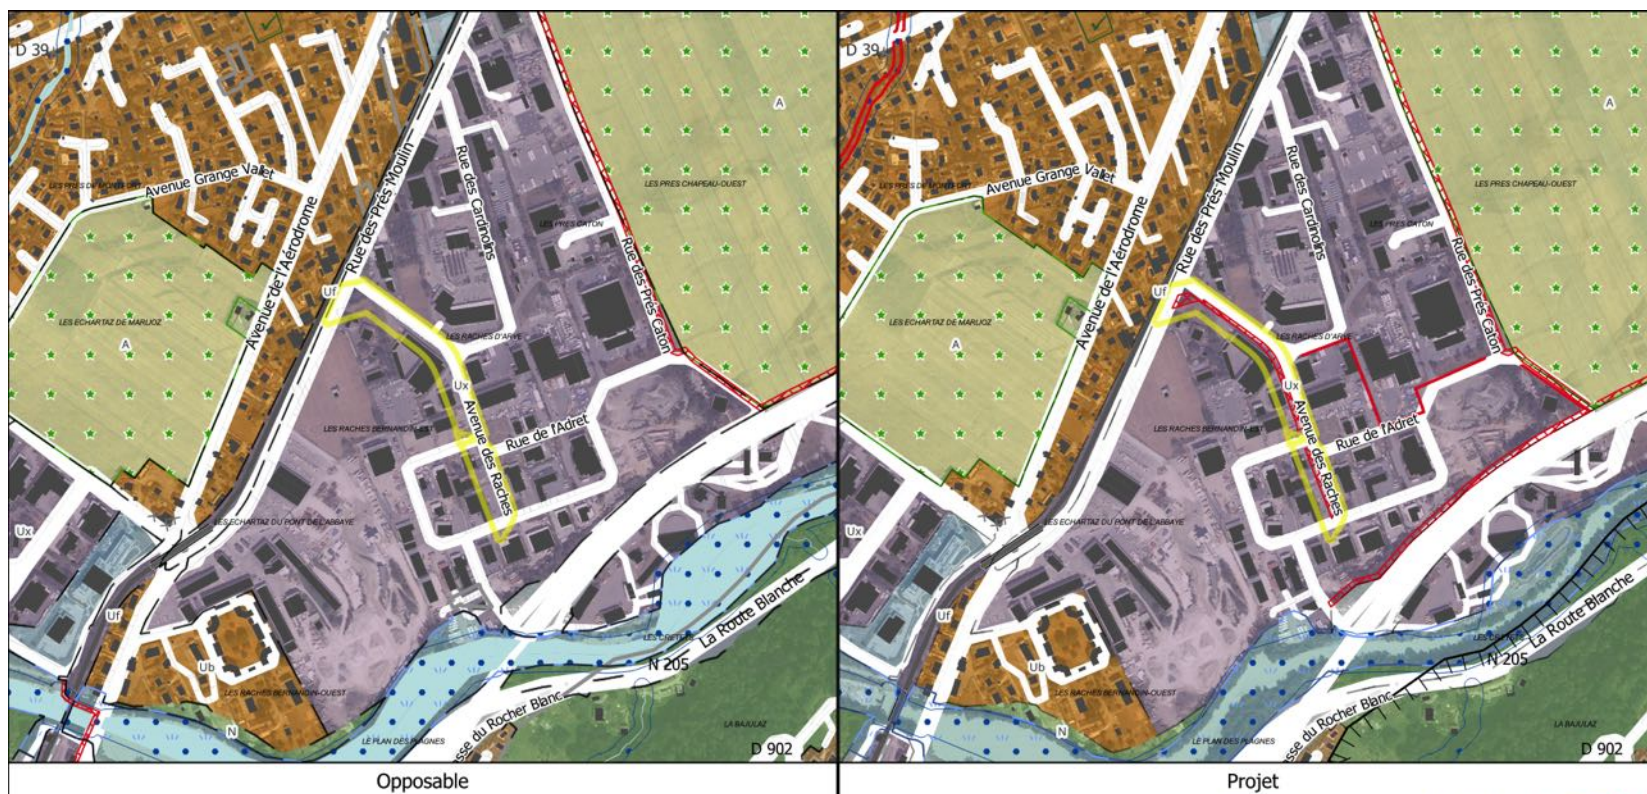 D 39
A
Avenue Grange Vallet
LES PRES CHAPEAU-OUEST
Rue des Prés Moulin
Rue des Cardinolins
LES PRES CATON
Avenue de l'Aérodrome
Rue des Prés Caton
Uf
LES ECHARTAZ DE MARLIOZ
A
LES RACHES D'ARVE
Ux
Avenue des Raches
LES RACHES BERNANDIN-EST
Rue de l'Adret
Ux
LES ECHARTAZ DU PONT DE L'ABBAYE
Uf
La Route Blanche
N 205
Ub
LES RACHES BERNANDIN-OUEST
asse du Rocher Blanc
LA BAJULAZ
N
LE PLAN DES PLAGNES
D 902
Opposable
D 39
A
Avenue Grange Vallet
LES PRES CHAPEAU-OUEST
Rue des Prés Moulin
Rue des Cardinolins
LES PRES CATON
Avenue de l'Aérodrome
Rue des Prés Caton
Uf
LES ECHARTAZ DE MARLIOZ
A
LES RACHES D'ARVE
Ux
Avenue des Raches
LES RACHES BERNANDIN-EST
Rue de l'Adret
Ux
LES ECHARTAZ DU PONT DE L'ABBAYE
Uf
La Route Blanche
N 205
Ub
LES RACHES BERNANDIN-OUEST
asse du Rocher Blanc
LA BAJULAZ
N
LE PLAN DES PLAGNES
D 902
Projet